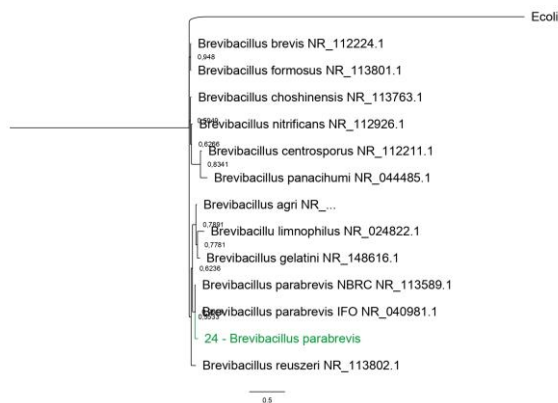 Ecoli
Brevibacillus brevis NR_112224.1
0,948
Brevibacillus formosus NR_113801.1
Brevibacillus choshinensis NR_113763.1
Brevibacillus nitrificans NR_112926.1
0,6266
Brevibacillus centrosporus NR_112211.1
0,8341
Brevibacillus panacihumi NR_044485.1
Brevibacillus agri NR_...
0,7891
Brevibacillu limnophilus NR_024822.1
0,7781
Brevibacillus gelatini NR_148616.1
0,6236
Brevibacillus parabrevis NBRC NR_113589.1
Brevibacillus parabrevis IFO NR_040981.1
24 - Brevibacillus parabrevis
Brevibacillus reuszeri NR_113802.1
0.5